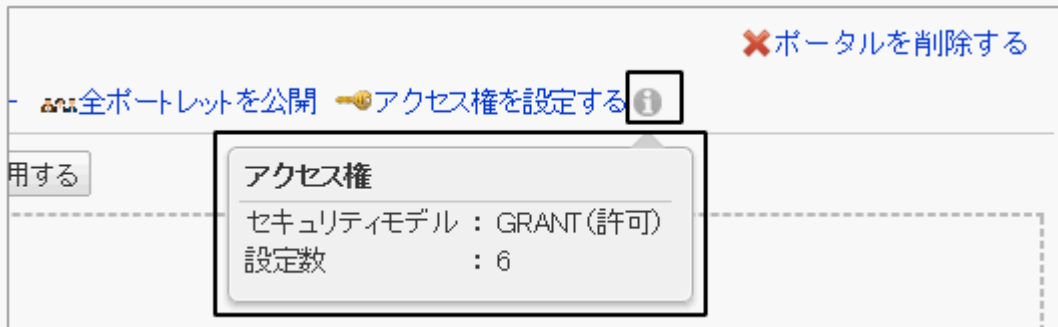 ポータルを削除する
全ポートレットを公開 アクセス権を設定する
用する
アクセス権
セキュリティモデル : GRANT(許可)
設定数 : 6